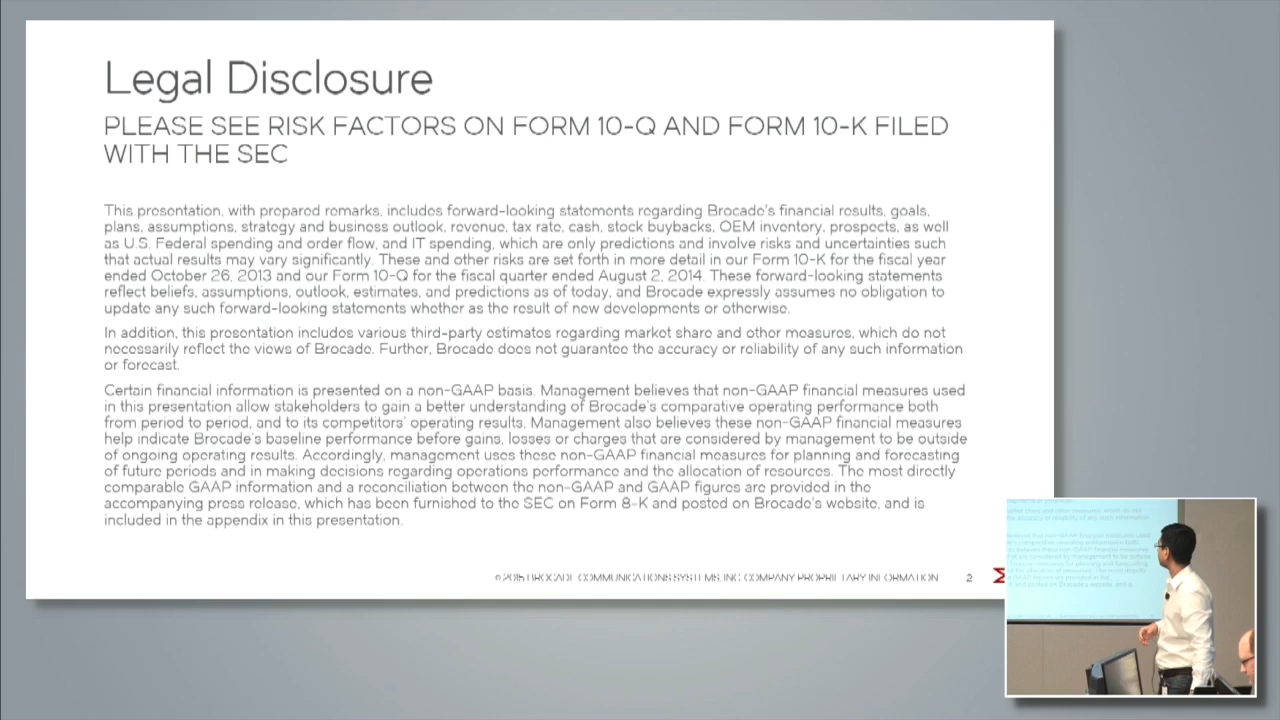 Legal Disclosure
PLEASE SEE RISK FACTORS ON FORM 10-Q AND FORM 10-K FILED
WITH THE SEC
This presentation, with prepared remarks, includes forward-looking statements regarding Brocade's financial results, goals,
plans, assumptions, strategy and business outlook, revenue, tax rate, cash, stock buybacks, OEM inventory, prospects, as well
as U.S. Federal spending and order flow, and IT spending, which are only predictions and involve risks and uncertainties such
that actual results may vary significantly. These and other risks are set forth in more detail in our Form 10-K for the fiscal year
ended October 26, 2013 and our Form 10-Q for the fiscal quarter ended August 2, 2014. These forward-looking statements
reflect beliefs, assumptions, outlook, estimates, and predictions as of today, and Brocade expressly assumes no obligation to
update any such forward-looking statements whether as the result of new developments or otherwise.
In addition, this presentation includes various third-party estimates regarding market share and other measures, which do not
necessarily reflect the views of Brocade. Further, Brocade does not guarantee the accuracy or reliability of any such information
or forecast.
Certain financial information is presented on a non-GAAP basis. Management believes that non-GAAP financial measures used
in this presentation allow stakeholders to gain a better understanding of Brocade's comparative operating performance both
from period to period, and to its competitors' operating results. Management also believes these non-GAAP financial measures
help indicate Brocade's baseline performance before gains, losses or charges that are considered by management to be outside
of ongoing operating results. Accordingly, management uses these non-GAAP financial measures for planning and forecasting
of future periods and in making decisions regarding operations performance and the allocation of resources. The most directly
comparable GAAP information and a reconciliation between the non-GAAP and GAAP figures are provided in the
accompanying press release, which has been furnished to the SEC on Form 8-K and posted on Brocade's website, and is
included in the appendix in this presentation.
© 2015 BROCADE COMMUNICATIONS SYSTEMS, INC. COMPANY PROPRIETARY INFORMATION 2